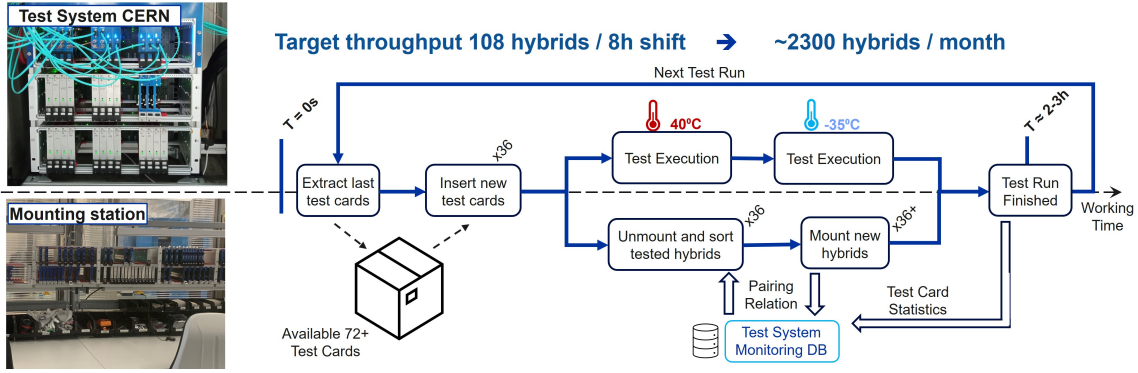 Test System CERN
Target throughput 108 hybrids / 8h shift ➔ ~2300 hybrids / month
Next Test Run
T = 0s
40ºC
-35ºC
T ≈ 2-3h
x36
Test Execution
Test Execution
Extract last
test cards
Insert new
test cards
Test Run
Finished
Working
Time
Mounting station
x36
x36+
Unmount and sort
tested hybrids
Mount new
hybrids
Pairing
Relation
Test Card
Statistics
Available 72+
Test Cards
Test System
Monitoring DB